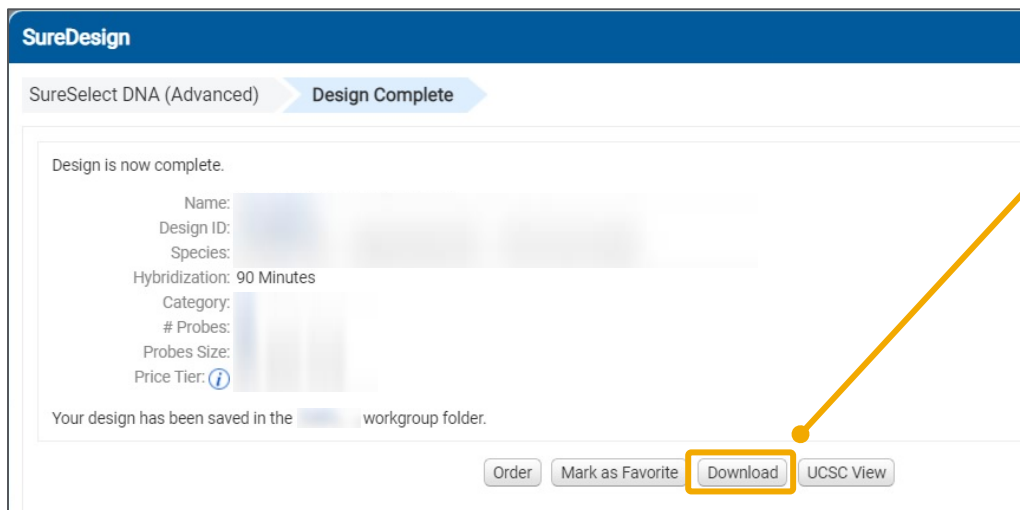 SureDesign
SureSelect DNA (Advanced) Design Complete
Design is now complete.
Name:
Design ID:
Species:
Hybridization: 90 Minutes
Category:
# Probes:
Probes Size:
Price Tier: i
Your design has been saved in the workgroup folder.
Order Mark as Favorite Download UCSC View